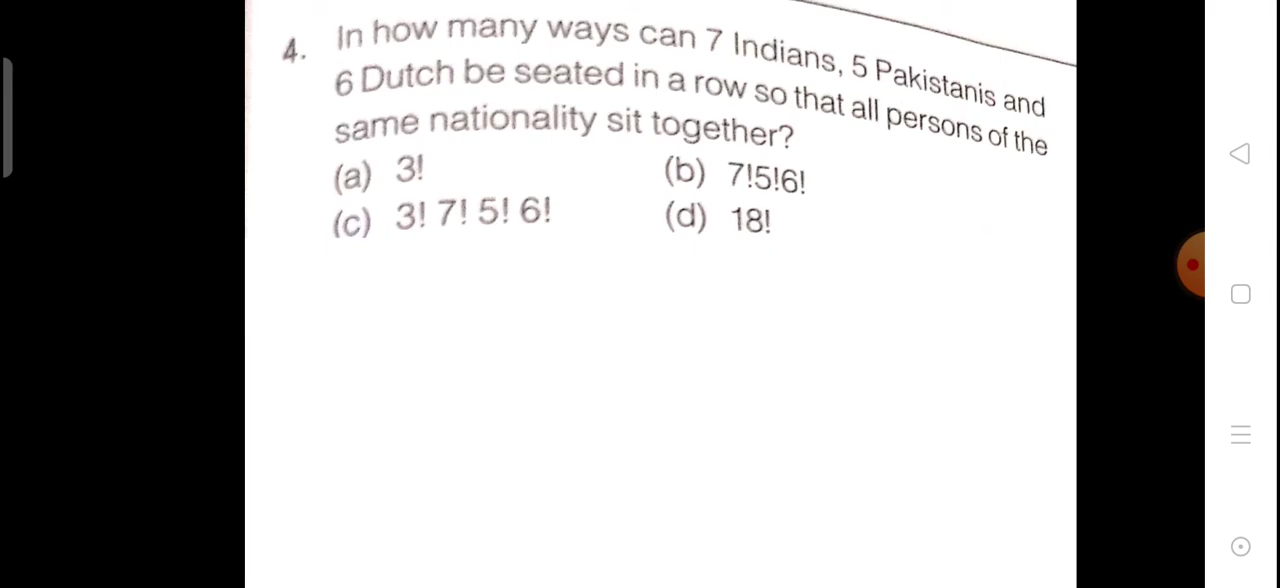 4. In how many ways can 7 Indians, 5 Pakistanis and
6 Dutch be seated in a row so that all persons of the
same nationality sit together?
(a) 3! (b) 7!5!6!
(c) 3! 7! 5! 6! (d) 18!